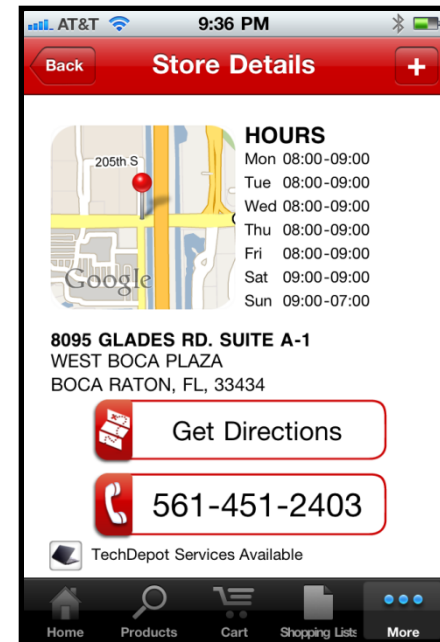 AT&T 9:36 PM
Back Store Details +
205th S
Google
HOURS
Mon 08:00-09:00
Tue 08:00-09:00
Wed 08:00-09:00
Thu 08:00-09:00
Fri 08:00-09:00
Sat 09:00-09:00
Sun 09:00-07:00
8095 GLADES RD. SUITE A-1
WEST BOCA PLAZA
BOCA RATON, FL, 33434
Get Directions
561-451-2403
TechDepot Services Available
Home Products Cart Shopping Lists More